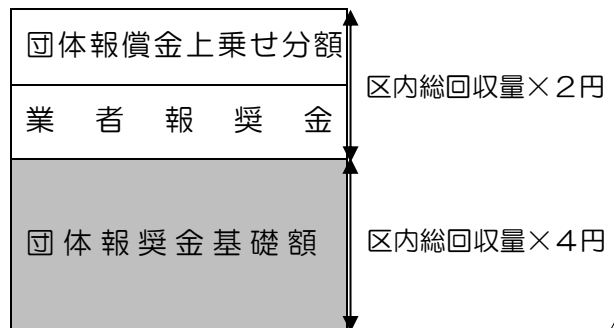 団体報償金上乗せ分額
区内総回収量×２円
業者報奨金
団体報奨金基礎額
区内総回収量×４円